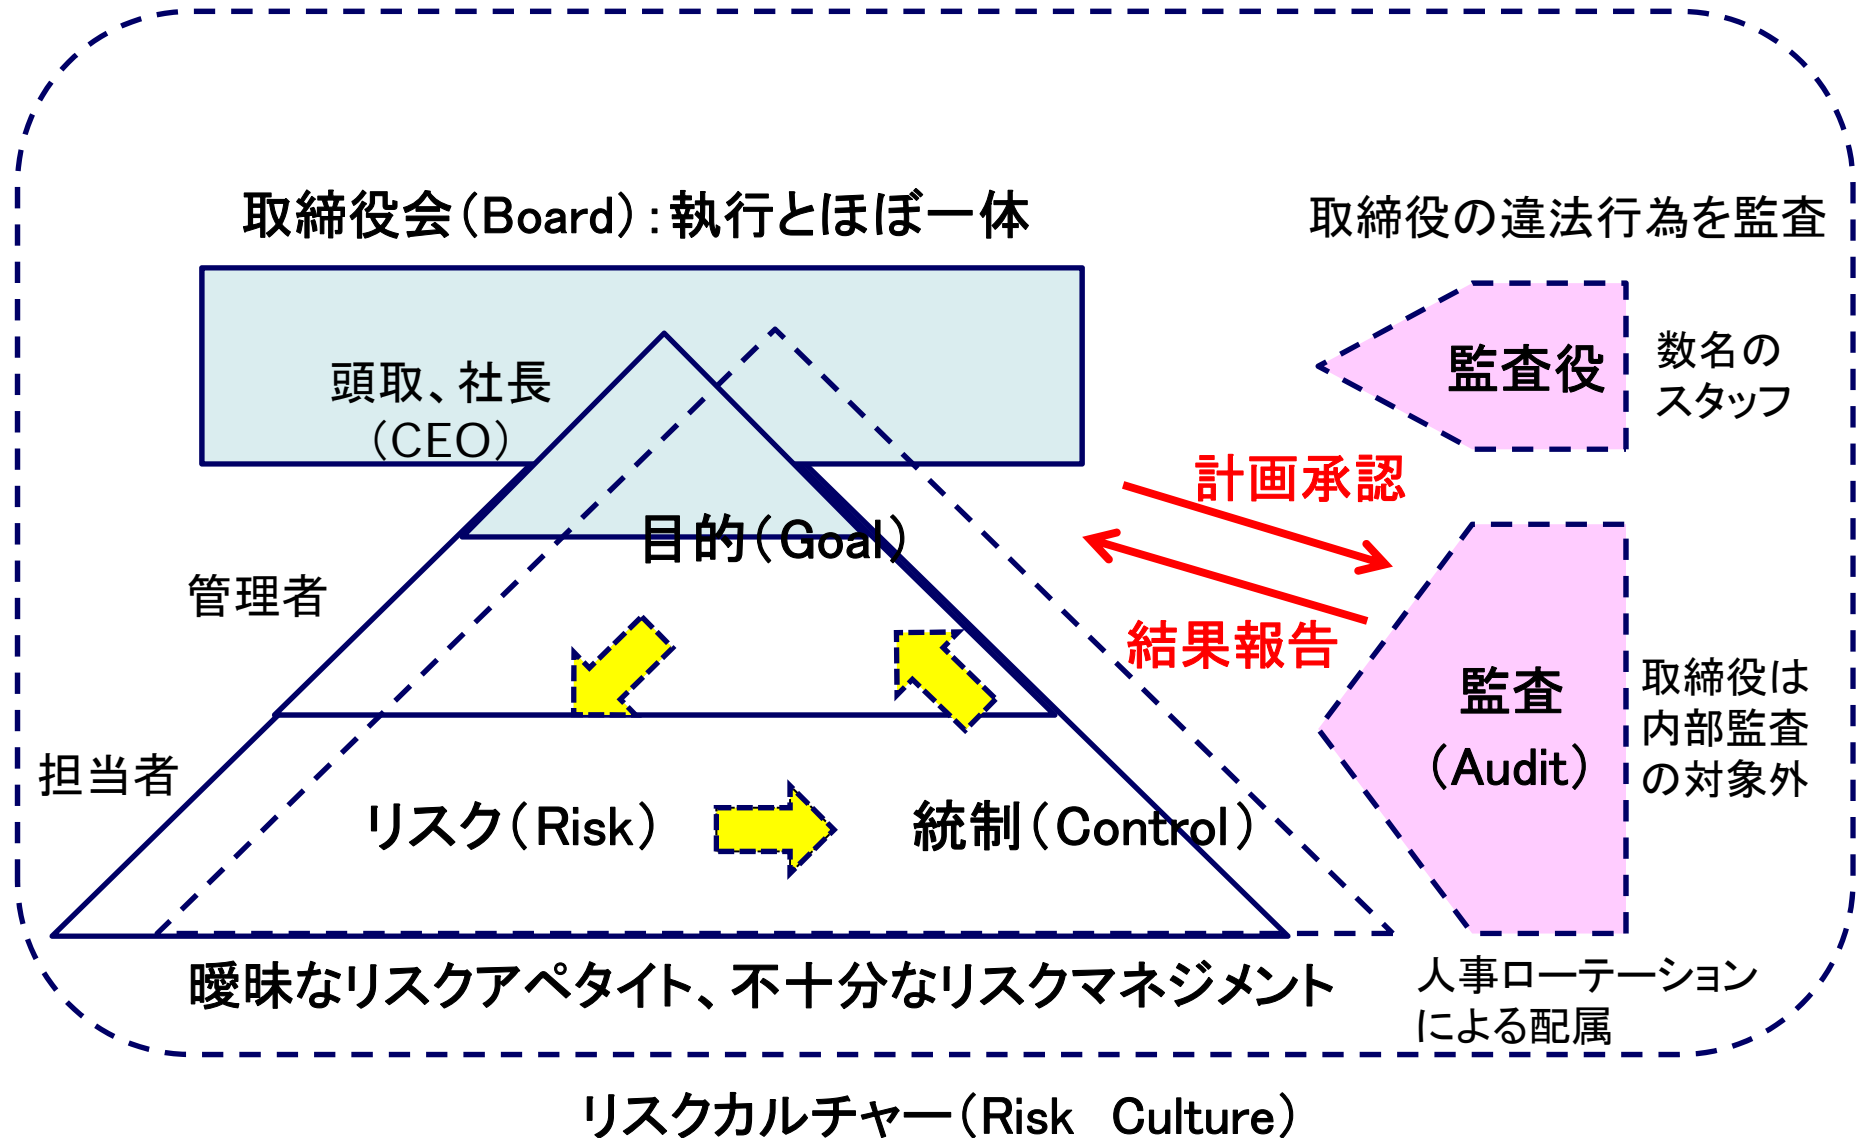 取締役会(Board):執行とほぼ一体
取締役の違法行為を監査
頭取、社長
(CEO)
監査役
数名の
スタッフ
計画承認
目的(Goal)
管理者
結果報告
監査
(Audit)
取締役は
内部監査
の対象外
担当者
リスク(Risk)
統制(Control)
曖昧なリスクアペタイト、不十分なリスクマネジメント
人事ローテーション
による配属
リスクカルチャー(Risk Culture)